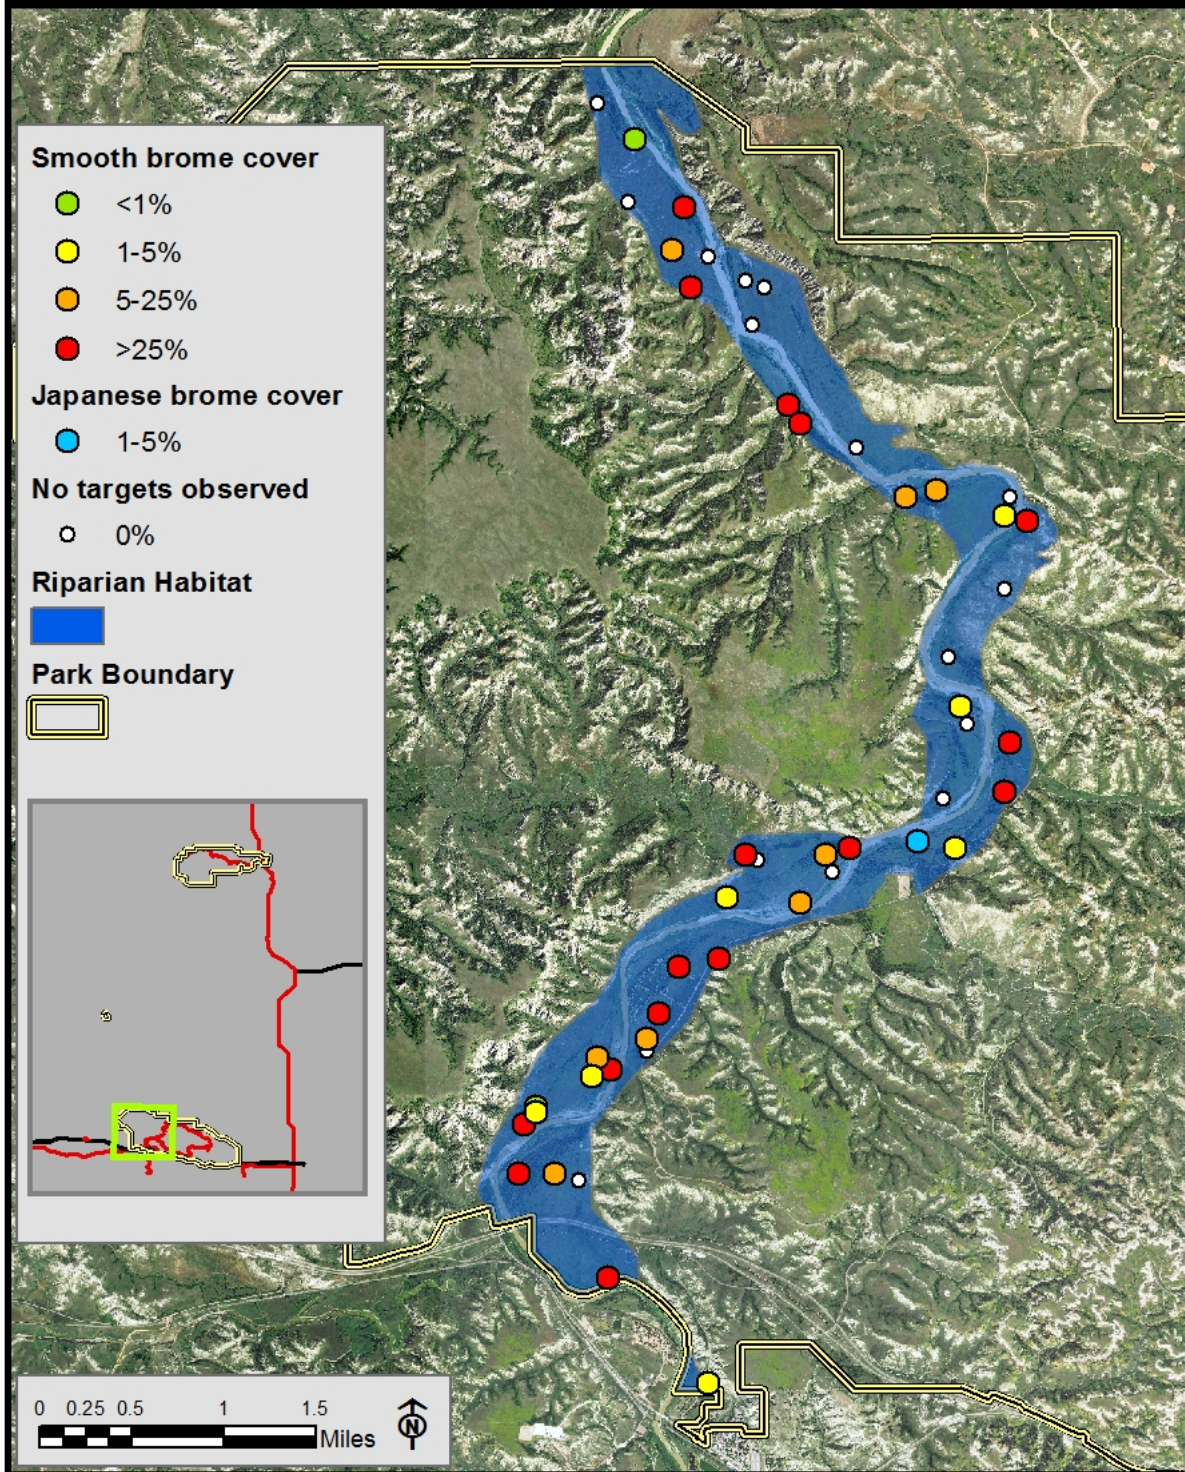 Smooth brome cover
<1%
1-5%
5-25%
>25%
Japanese brome cover
1-5%
No targets observed
0%
Riparian Habitat
Park Boundary
0 0.25 0.5 1 1.5
Miles
N